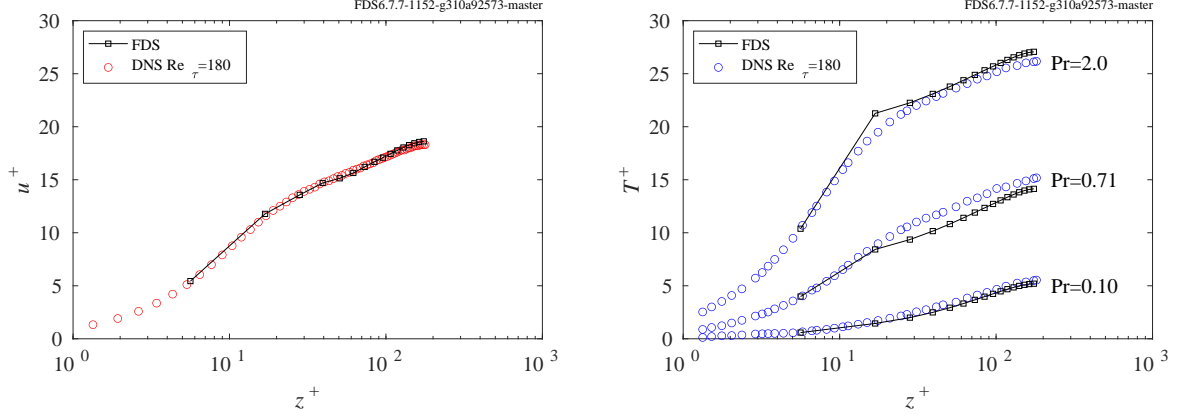 FDS6.7.7-1152-g310a92573-master
30
25
20
15
10
5
0
u+
FDS
DNS Re τ=180
10^0
10^1
10^2
10^3
z+
FDS6.7.7-1152-g310a92573-master
30
25
20
15
10
5
0
T+
FDS
DNS Re τ=180
Pr=2.0
Pr=0.71
Pr=0.10
10^0
10^1
10^2
10^3
z+